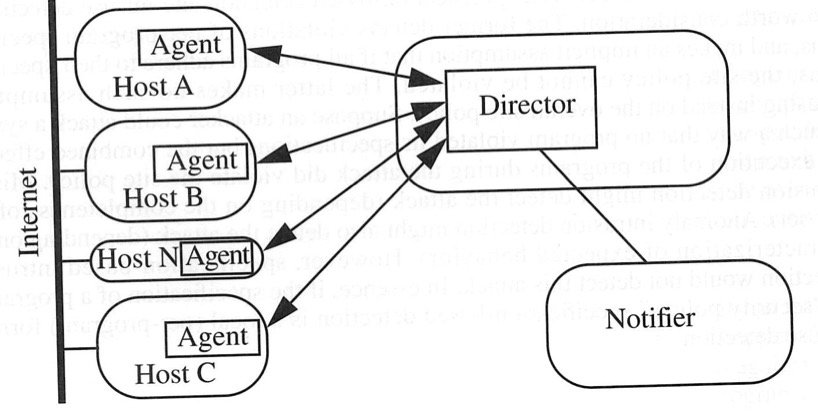 Agent
Host A
Director
Agent
Host B
Internet
Host N Agent
Agent
Host C
Notifier